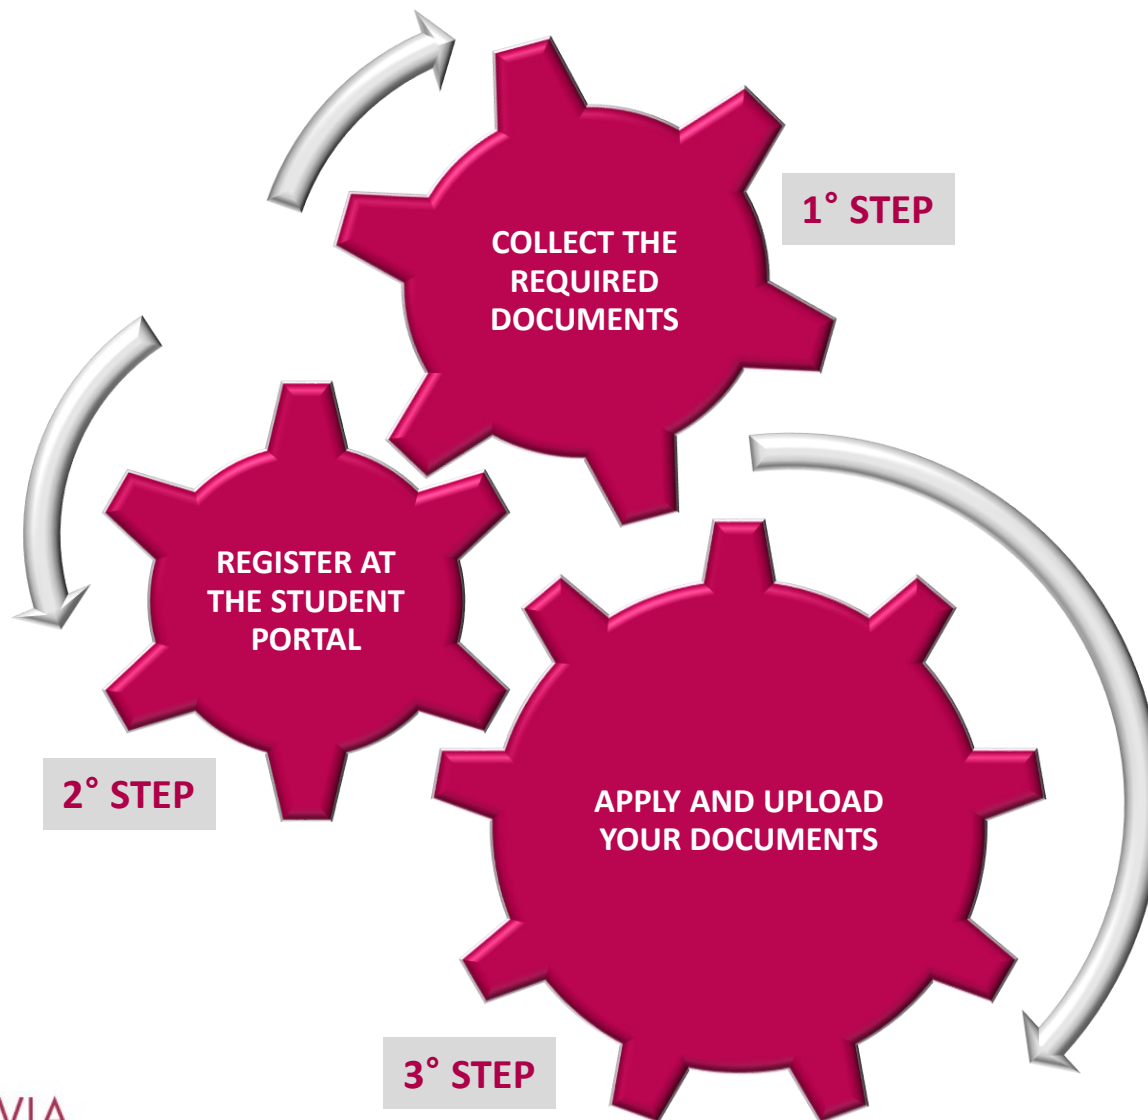 1° STEP
COLLECT THE
REQUIRED
DOCUMENTS
REGISTER AT
THE STUDENT
PORTAL
2° STEP
APPLY AND UPLOAD
YOUR DOCUMENTS
3° STEP